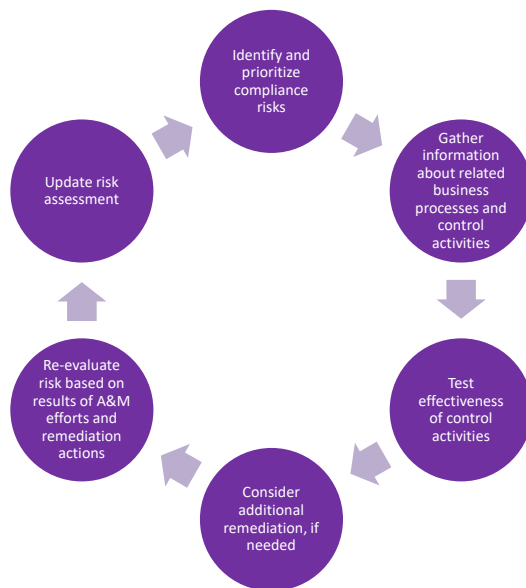 Identify and
prioritize
compliance
risks
Gather
information
about related
business
processes and
control
activities
Test
effectiveness
of control
activities
Consider
additional
remediation, if
needed
Re-evaluate
risk based on
results of A&M
efforts and
remediation
actions
Update risk
assessment